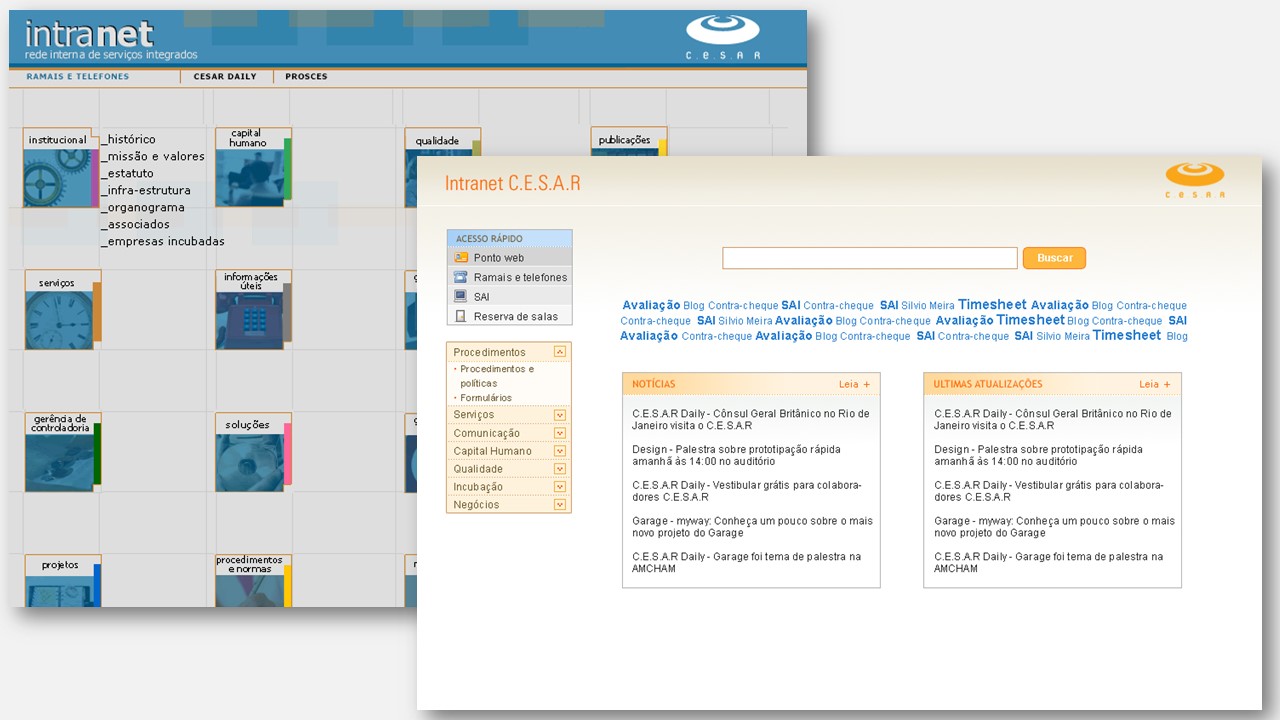 intranet
rede interna de serviços integrados
C.e.S.A.R
RAMAIS E TELEFONES
CESAR DAILY
PROSCES
institucional
_histórico
_missão e valores
_estatuto
_infra-estrutura
_organograma
_associados
_empresas incubadas
capital
humano
qualidade
publicações
serviços
informações
úteis
gerência de
controladoria
soluções
projetos
procedimentos
e normas
Intranet C.E.S.A.R
C.e.S.A.R
ACESSO RÁPIDO
Ponto web
Ramais e telefones
SAI
Reserva de salas
Procedimentos
· Procedimentos e
políticas
· Formulários
Serviços
Comunicação
Capital Humano
Qualidade
Incubação
Negócios
Buscar
Avaliação Blog Contra-cheque SAI Contra-cheque SAI Silvio Meira Timesheet Avaliação Blog Contra-cheque
Contra-cheque SAI Silvio Meira Avaliação Blog Contra-cheque Avaliação Timesheet Blog Contra-cheque SAI
Avaliação Contra-cheque Avaliação Blog Contra-cheque SAI Contra-cheque SAI Silvio Meira Timesheet Blog
NOTÍCIAS
Leia +
C.E.S.A.R Daily - Cônsul Geral Britânico no Rio de
Janeiro visita o C.E.S.A.R
Design - Palestra sobre prototipação rápida
amanhã às 14:00 no auditório
C.E.S.A.R Daily - Vestibular grátis para colabora-
dores C.E.S.A.R
Garage - myway: Conheça um pouco sobre o mais
novo projeto do Garage
C.E.S.A.R Daily - Garage foi tema de palestra na
AMCHAM
ULTIMAS ATUALIZAÇÕES
Leia +
C.E.S.A.R Daily - Cônsul Geral Britânico no Rio de
Janeiro visita o C.E.S.A.R
Design - Palestra sobre prototipação rápida
amanhã às 14:00 no auditório
C.E.S.A.R Daily - Vestibular grátis para colabora-
dores C.E.S.A.R
Garage - myway: Conheça um pouco sobre o mais
novo projeto do Garage
C.E.S.A.R Daily - Garage foi tema de palestra na
AMCHAM